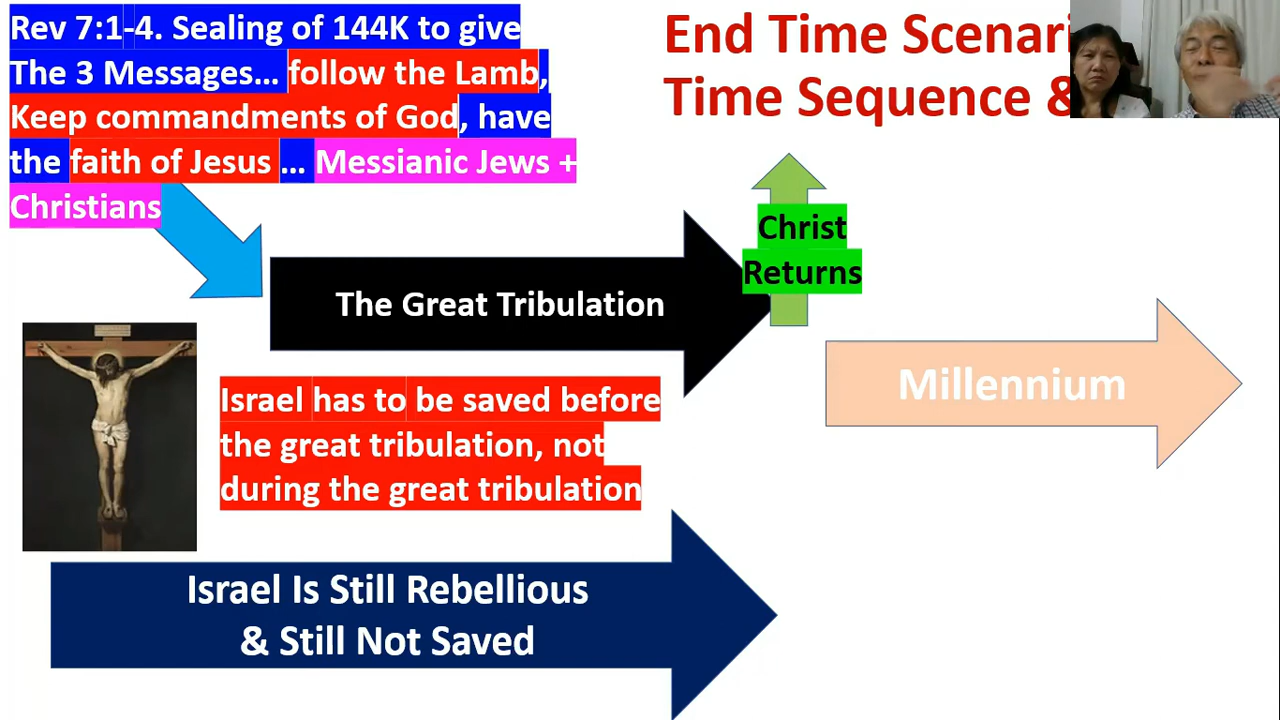 Rev 7:1-4. Sealing of 144K to give
The 3 Messages... follow the Lamb,
Keep commandments of God, have
the faith of Jesus ... Messianic Jews +
Christians
End Time Scenari
Time Sequence &
Christ
Returns
The Great Tribulation
Millennium
Israel has to be saved before
the great tribulation, not
during the great tribulation
Israel Is Still Rebellious
& Still Not Saved